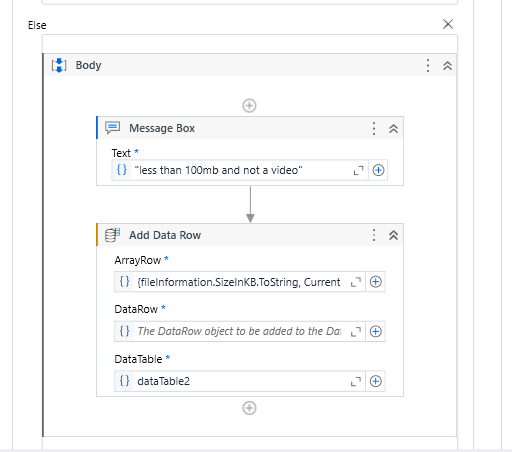 Else
Body
Message Box
Text *
"less than 100mb and not a video"
Add Data Row
ArrayRow *
{fileInformation.SizeInKB.ToString, Current
DataRow *
The DataRow object to be added to the Da
DataTable *
dataTable2